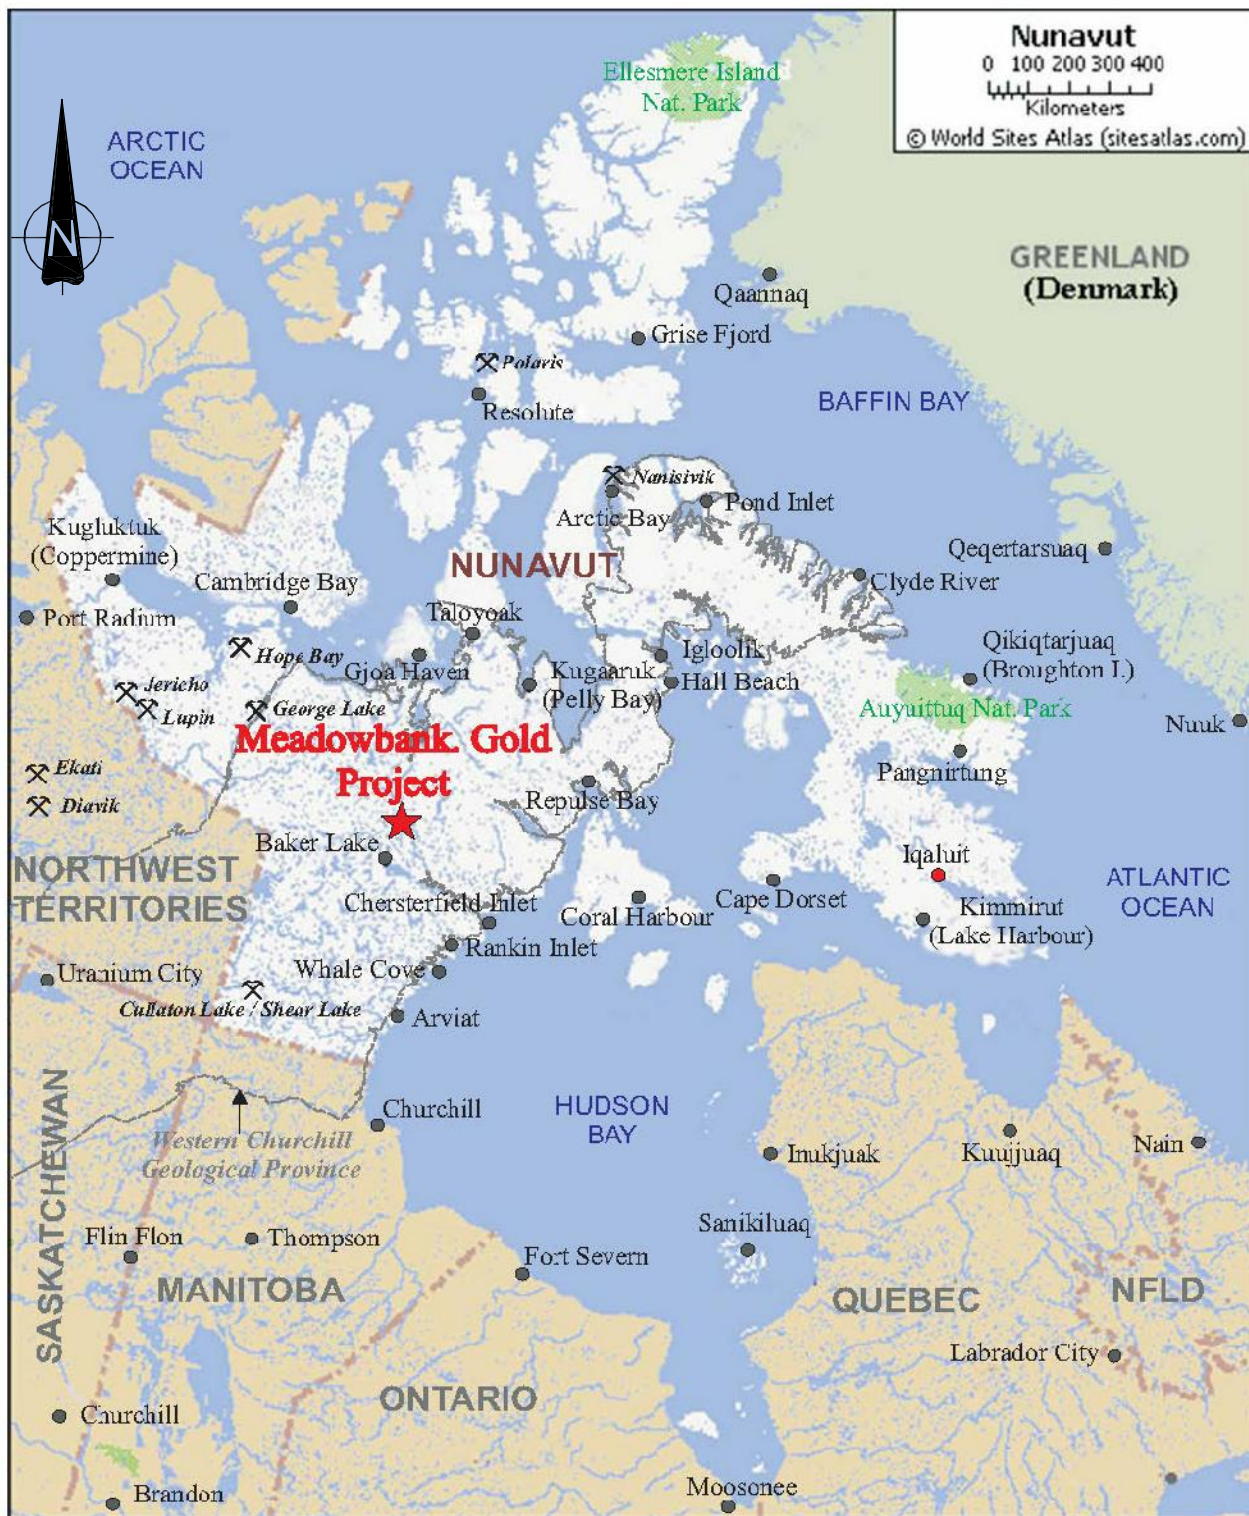 Nunavut
0 100 200 300 400
Kilometers
© World Sites Atlas (sitesatlas.com)
Ellesmere Island
Nat. Park
ARCTIC
OCEAN
N
GREENLAND
(Denmark)
Qaannaq
Grise Fjord
Polaris
Resolute
BAFFIN BAY
Nanisivik
Arctic Bay
Pond Inlet
Kugluktuk
(Coppermine)
NUNAVUT
Qeqertarsuaq
Clyde River
Cambridge Bay
Port Radium
Taloyoak
Hope Bay
Gjoa Haven
Kugaaruk
(Pelly Bay)
Igloolik
Hall Beach
Qikiqtarjuaq
(Broughton I.)
Jericho
Lupin
George Lake
Auyuittuq Nat. Park
Nuuk
Meadowbank. Gold
Project
Pangnirtung
Ekati
Diavik
Repulse Bay
Baker Lake
NORTHWEST
TERRITORIES
Iqaluit
ATLANTIC
OCEAN
Chersterfield Inlet
Coral Harbour
Cape Dorset
Kimmirut
(Lake Harbour)
Rankin Inlet
Whale Cove
Uranium City
Cullaton Lake / Shear Lake
Arviat
SASKATCHEWAN
Churchill
HUDSON
BAY
Western Churchill
Geological Province
Inukjuak
Kuujjuaq
Nain
Flin Flon
Thompson
Sanikiluaq
Fort Severn
MANITOBA
QUEBEC
NFLD
Labrador City
ONTARIO
Churchill
Brandon
Moosonee